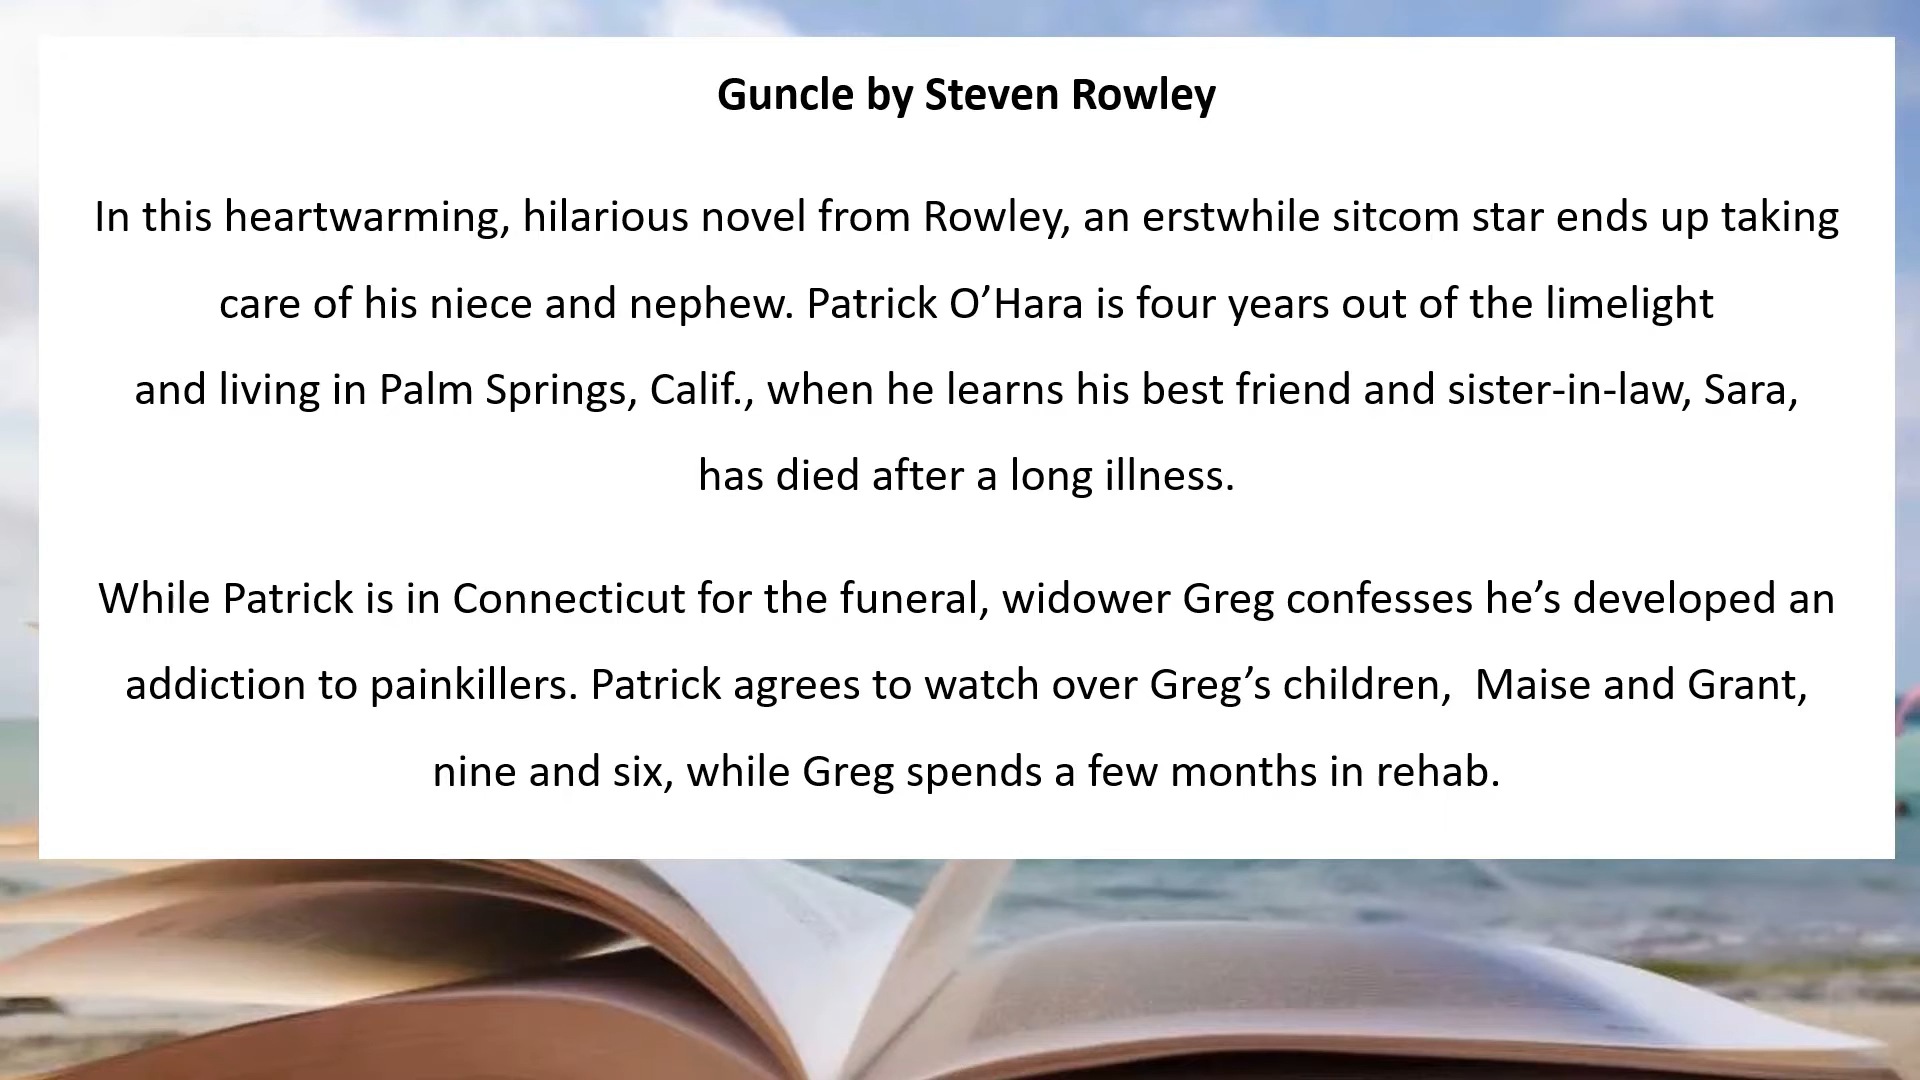 Guncle by Steven Rowley
In this heartwarming, hilarious novel from Rowley, an erstwhile sitcom star ends up taking
care of his niece and nephew. Patrick O’Hara is four years out of the limelight
and living in Palm Springs, Calif., when he learns his best friend and sister-in-law, Sara,
has died after a long illness.
While Patrick is in Connecticut for the funeral, widower Greg confesses he’s developed an
addiction to painkillers. Patrick agrees to watch over Greg’s children,  Maise and Grant,
nine and six, while Greg spends a few months in rehab.